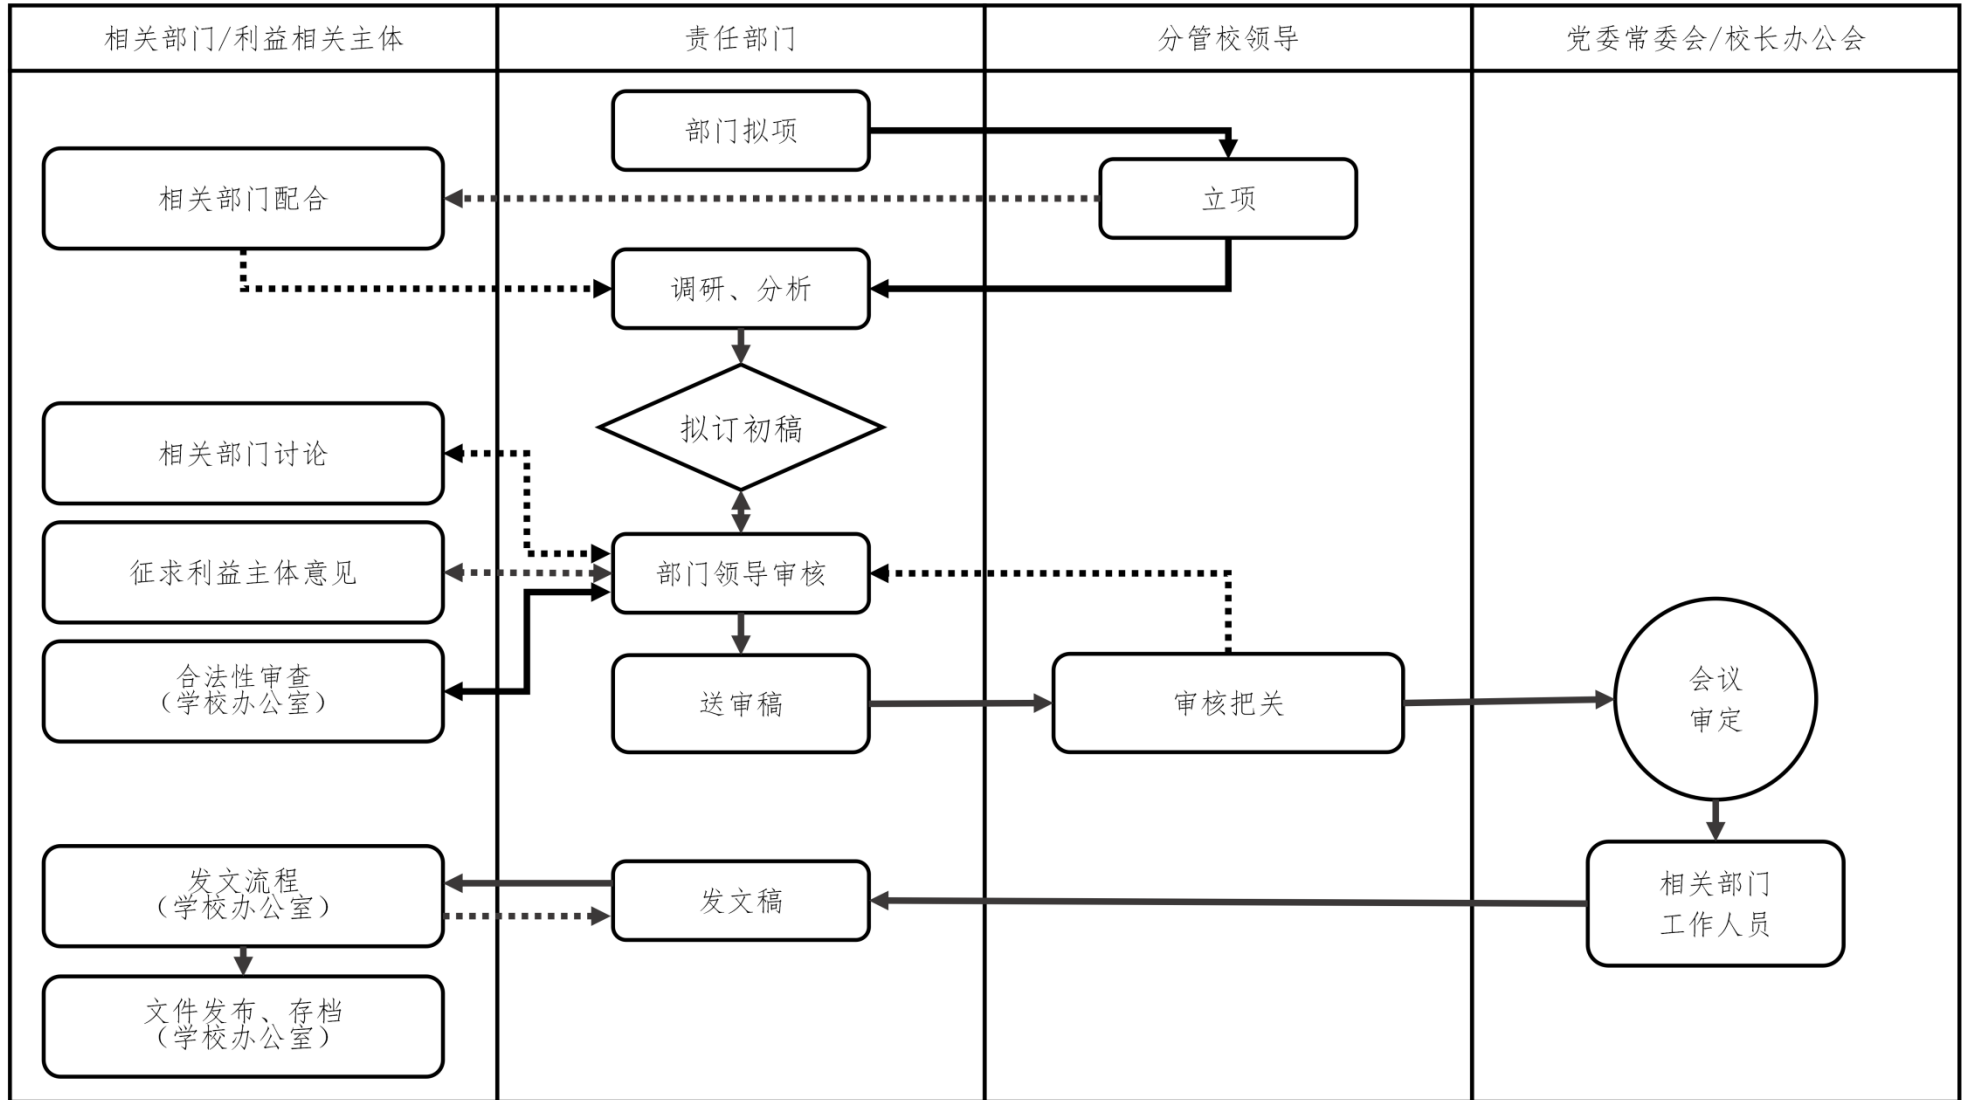 相关部门/利益相关主体
责任部门
分管校领导
党委常委会/校长办公会
部门拟项
相关部门配合
立项
调研、分析
拟订初稿
相关部门讨论
征求利益主体意见
部门领导审核
合法性审查
（学校办公室）
送审稿
审核把关
会议
审定
发文流程
（学校办公室）
发文稿
相关部门
工作人员
文件发布、存档
（学校办公室）